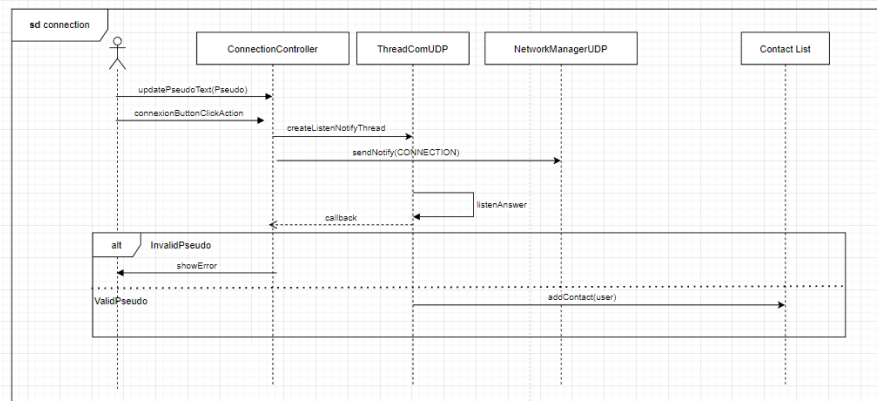 sd connection
ConnectionController
ThreadComUDP
NetworkManagerUDP
Contact List
updatePseudoText(Pseudo)
connexionButtonClickAction
createListenNotifyThread
sendNotify(CONNECTION)
listenAnswer
callback
alt
InvalidPseudo
showError
ValidPseudo
addContact(user)